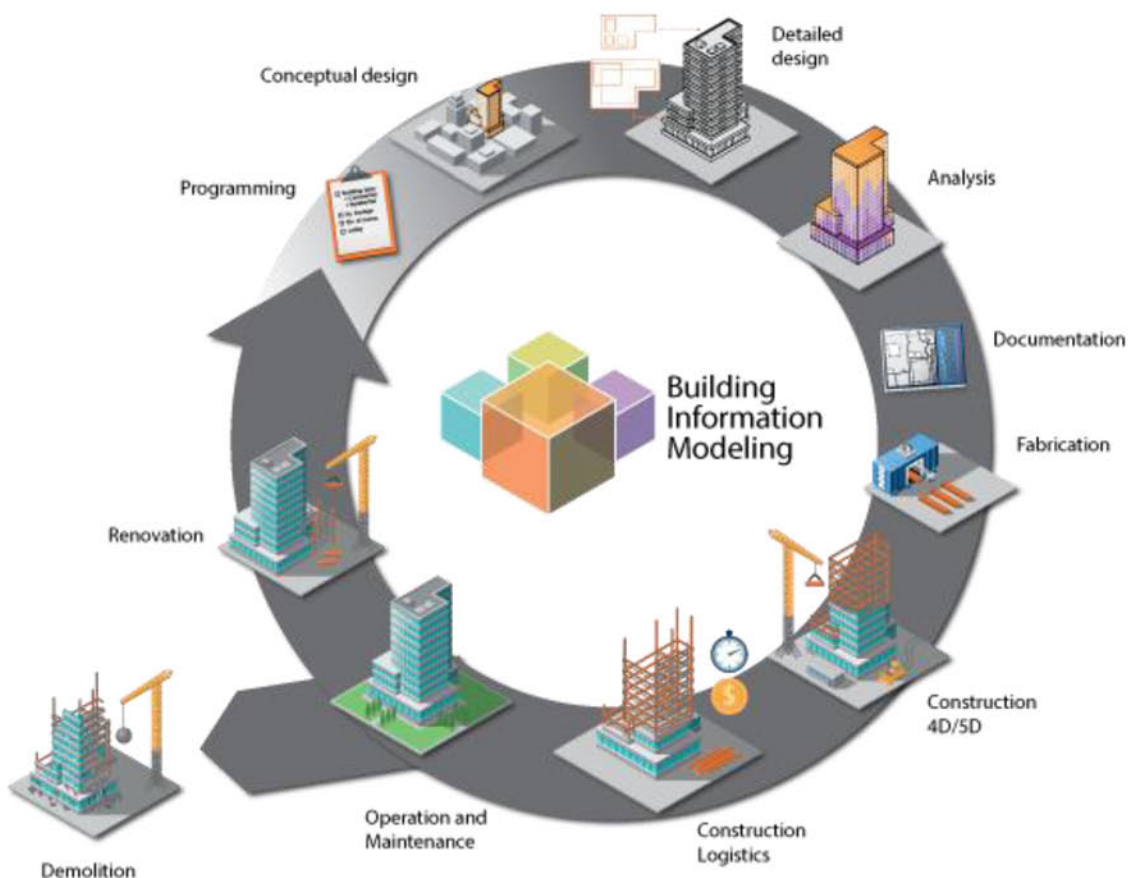 Detailed
design
Conceptual design
Programming
Analysis
Documentation
Building
Information
Modeling
Fabrication
Renovation
Construction
4D/5D
$
Operation and
Maintenance
Construction
Logistics
Demolition